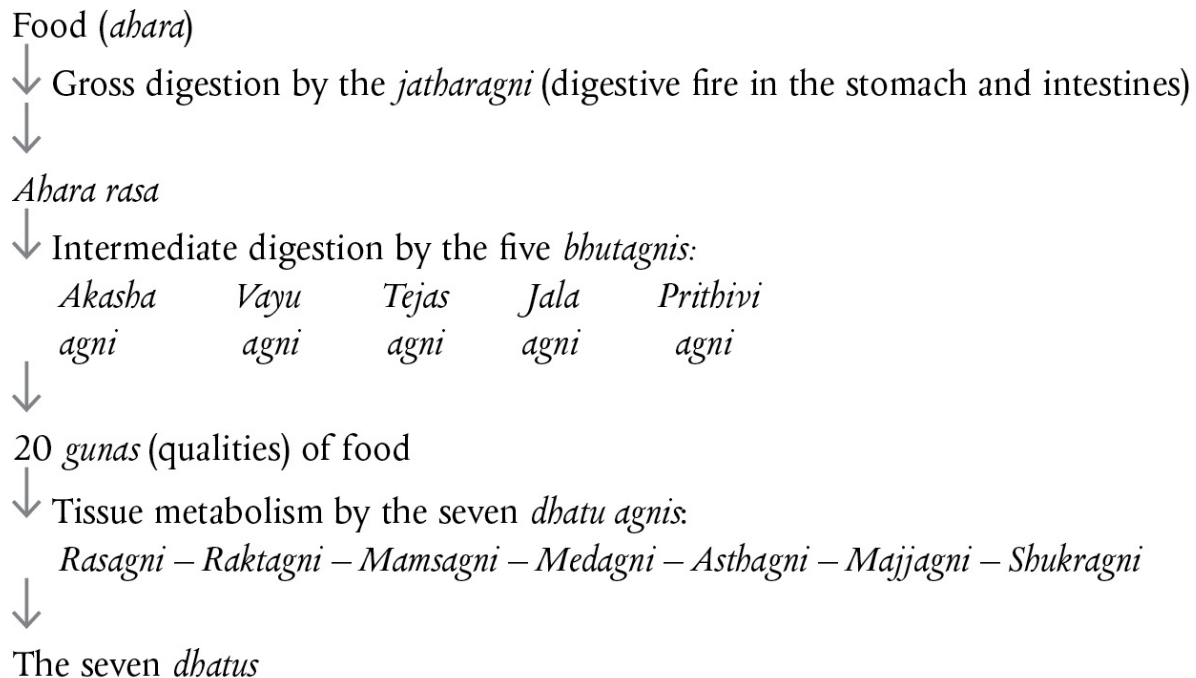 Food (ahara)
Gross digestion by the jatharagni (digestive fire in the stomach and intestines)
Ahara rasa
Intermediate digestion by the five bhutagnis:
Akasha Vayu Tejas Jala Prithivi
agni agni agni agni agni
20 gunas (qualities) of food
Tissue metabolism by the seven dhatu agnis:
Rasagni – Raktagni – Mamsagni – Medagni – Asthagni – Majjagni – Shukragni
The seven dhatus